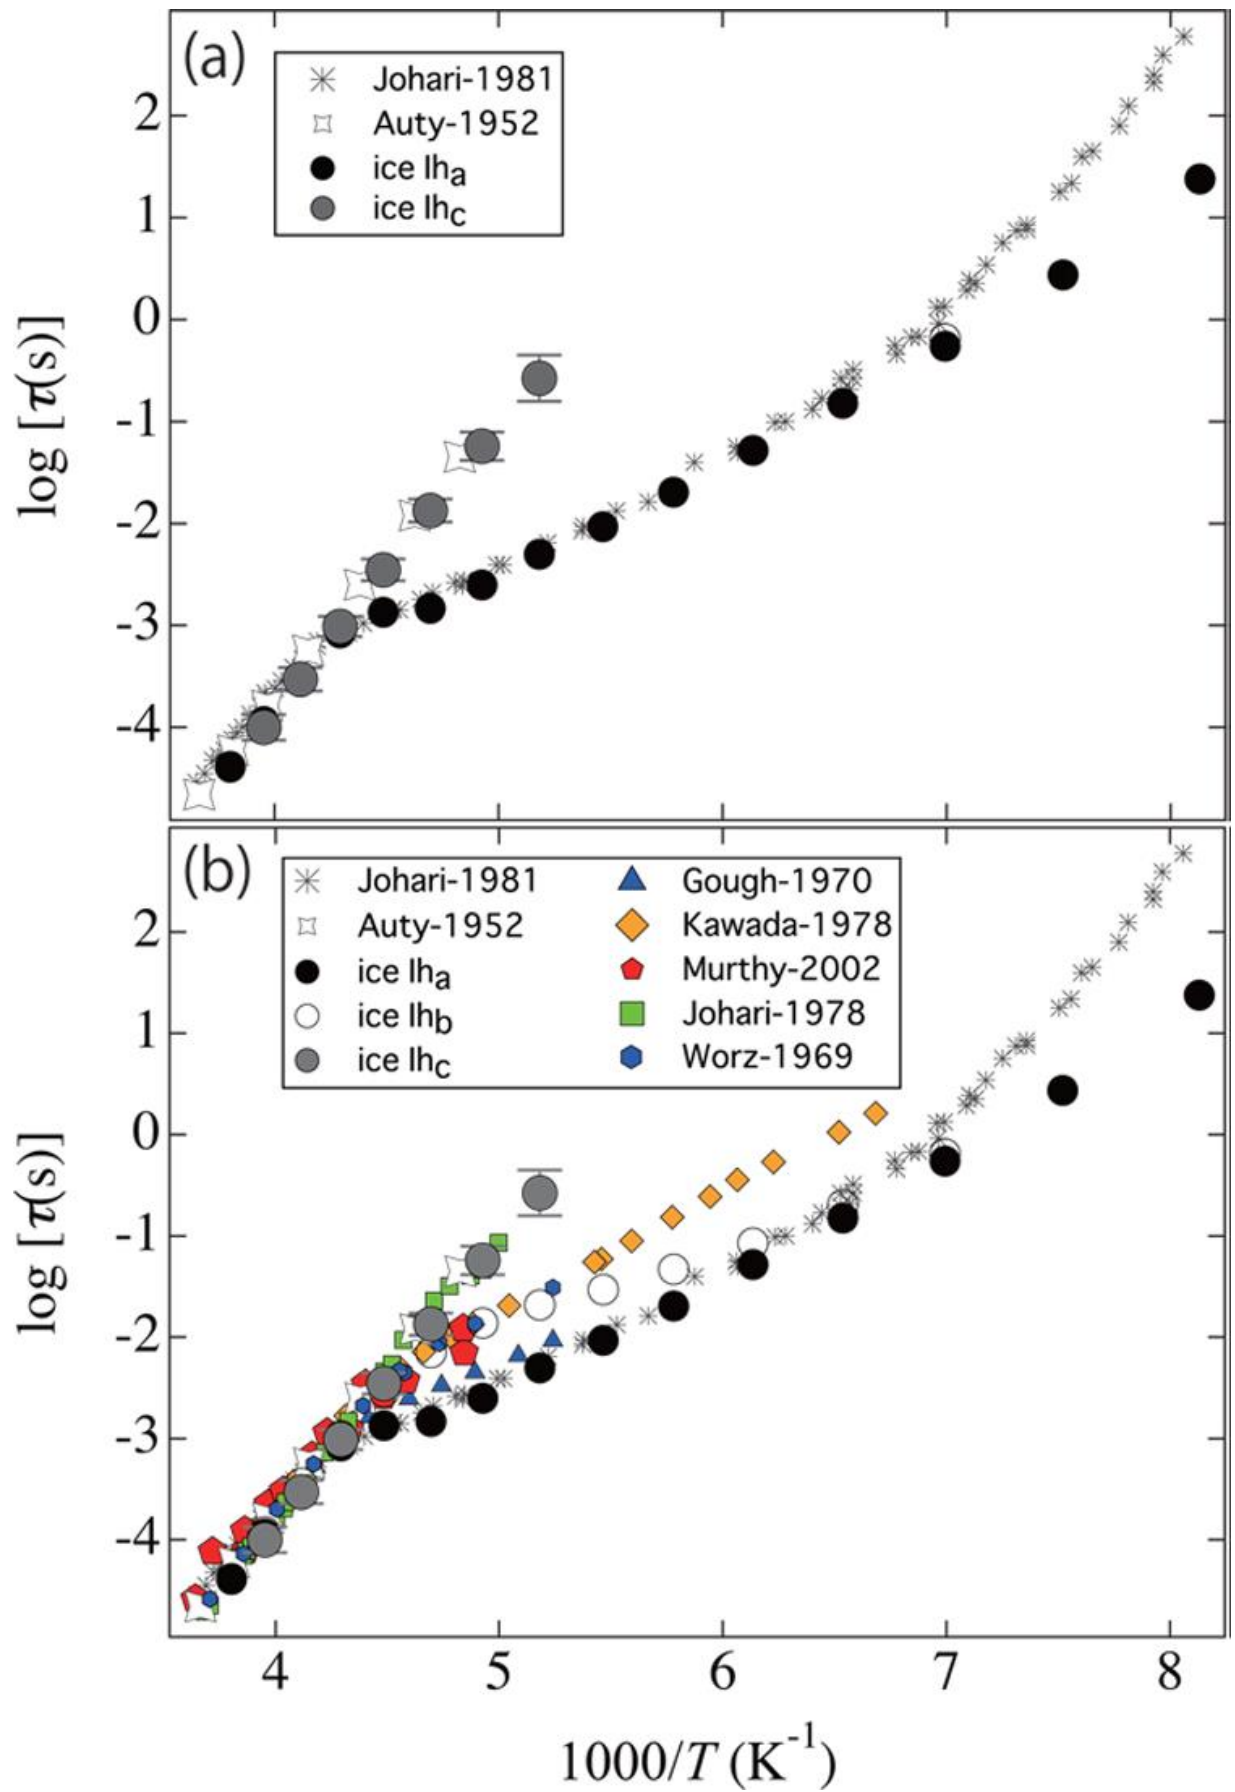 (a)
Johari-1981
Auty-1952
ice Iha
ice Ihc
2
1
0
-1
-2
-3
-4
log [τ(s)]
(b)
Johari-1981
Auty-1952
ice Iha
ice Ihb
ice Ihc
Gough-1970
Kawada-1978
Murthy-2002
Johari-1978
Worz-1969
2
1
0
-1
-2
-3
-4
log [τ(s)]
4 5 6 7 8
1000/T (K-1)